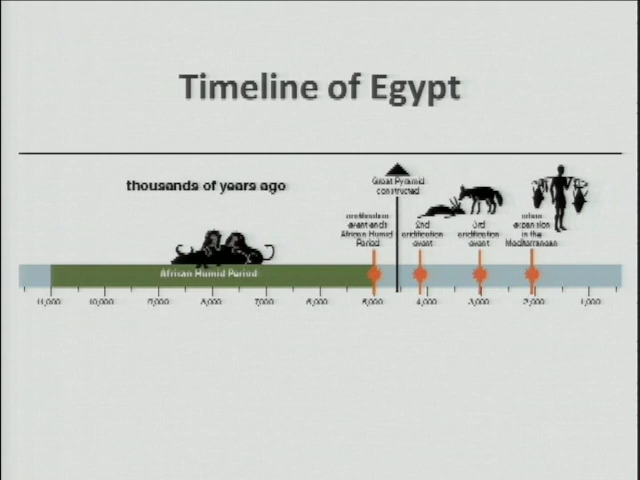 Timeline of Egypt
thousands of years ago
Great Pyramid
constructed
aridification
event ends
African Humid
Period
2nd
aridification
event
3rd
aridification
event
urban
expansion
in the
Mediterranean
African Humid Period
11,000 10,000 9,000 8,000 7,000 6,000 5,000 4,000 3,000 2,000 1,000